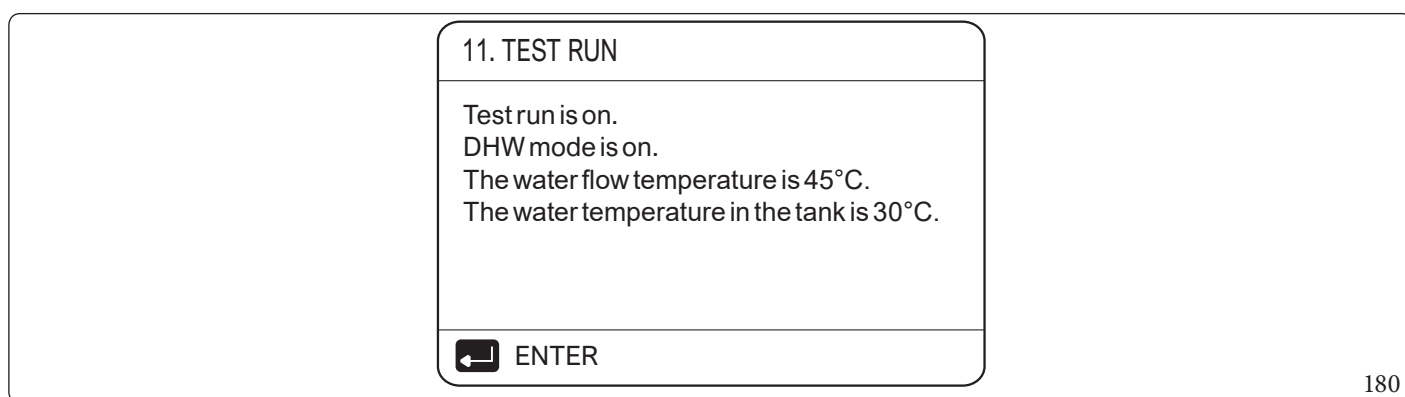 11. TEST RUN
Test run is on.
DHW mode is on.
The water flow temperature is 45°C.
The water temperature in the tank is 30°C.
ENTER
180